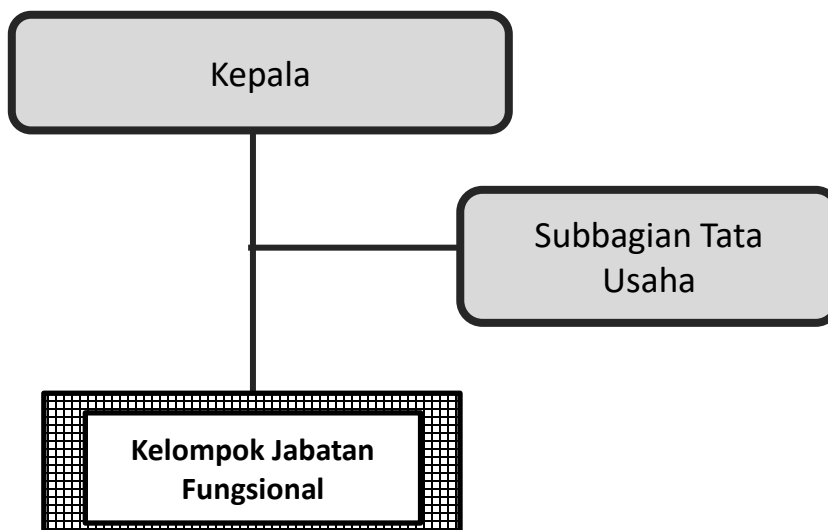 Kepala
Subbagian Tata
Usaha
Kelompok Jabatan
Fungsional